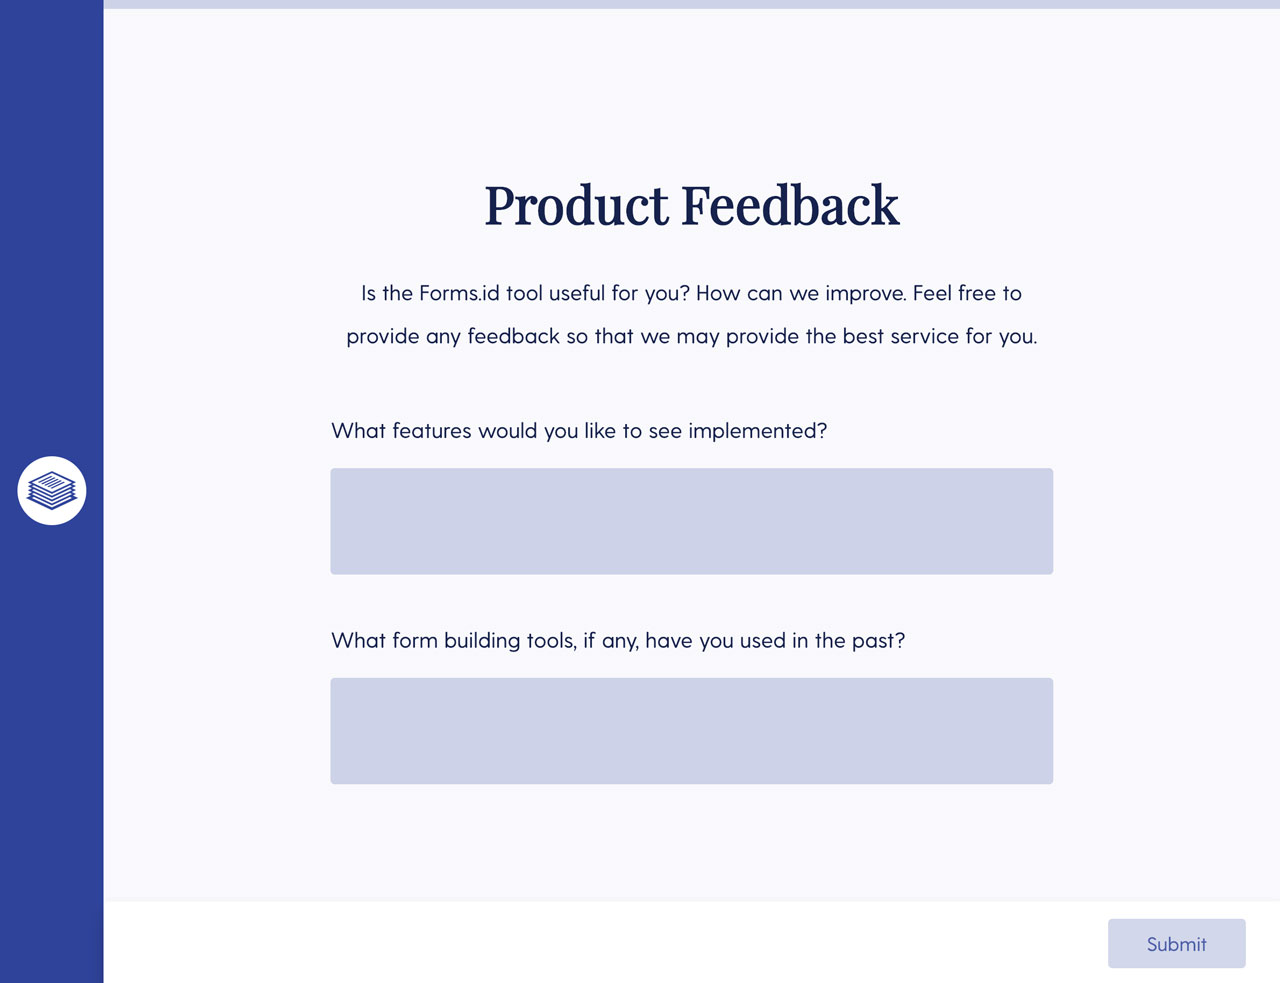 Product Feedback
Is the Forms.id tool useful for you? How can we improve. Feel free to
provide any feedback so that we may provide the best service for you.
What features would you like to see implemented?
What form building tools, if any, have you used in the past?
Submit